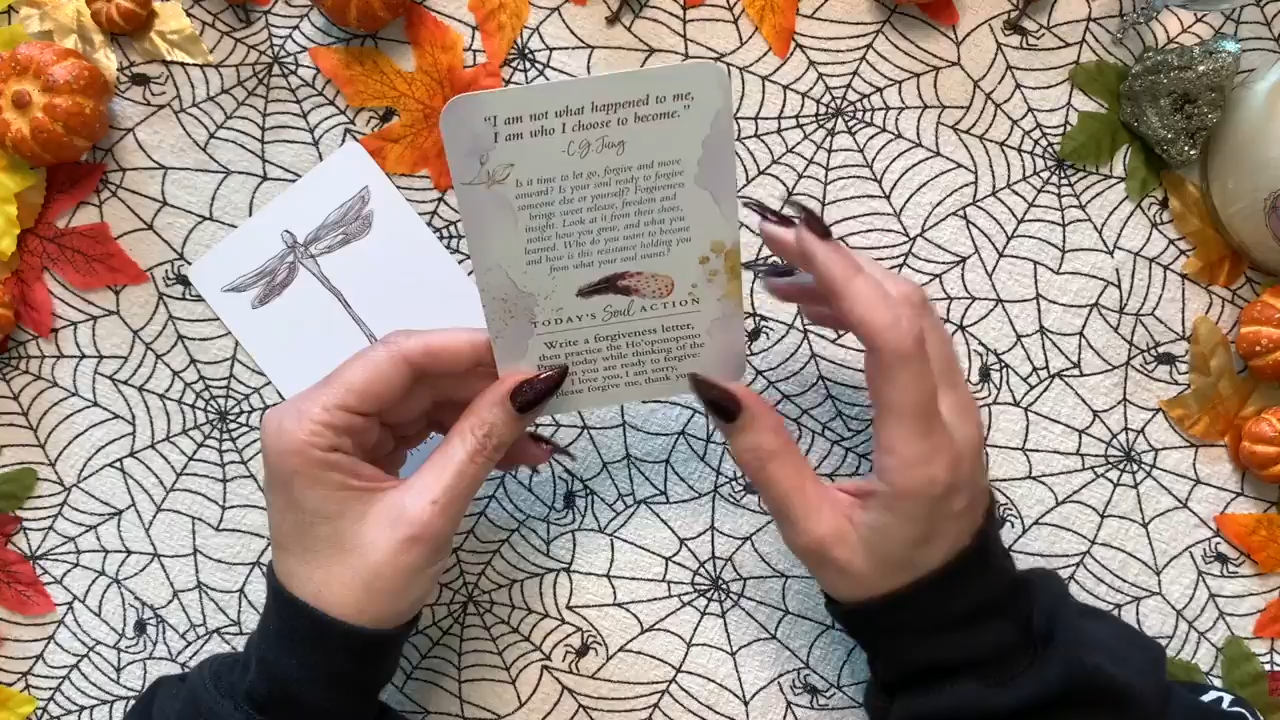 “I am not what happened to me,
I am who I choose to become.”
-C.G. Jung
Is it time to let go, forgive and move
onward? Is your soul ready to forgive
someone else or yourself? Forgiveness
brings sweet release, freedom and
insight. Look at it from their shoes,
notice how you grew, and what you
learned. Who do you want to become
and how is this resistance holding you
from what your soul wants?
TODAY'S Soul ACTION
Write a forgiveness letter,
then practice the Ho'oponopono
today while thinking of the
you are ready to forgive:
I love you, I am sorry,
please forgive me, thank